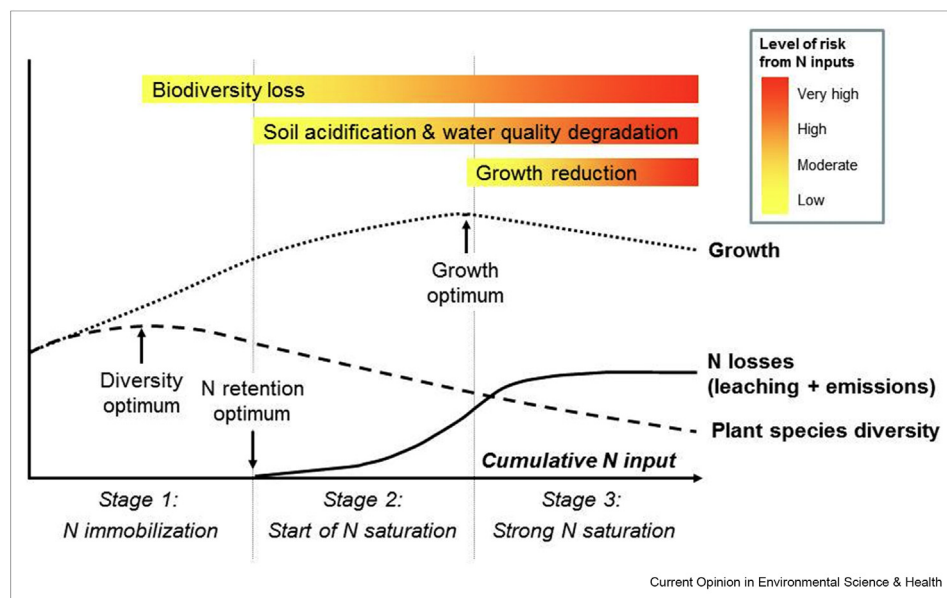 Level of risk
from N inputs
Very high
High
Moderate
Low
Biodiversity loss
Soil acidification & water quality degradation
Growth reduction
Growth
Growth
optimum
Diversity
optimum
N retention
optimum
N losses
(leaching + emissions)
Plant species diversity
Cumulative N input
Stage 1:
N immobilization
Stage 2:
Start of N saturation
Stage 3:
Strong N saturation
Current Opinion in Environmental Science & Health